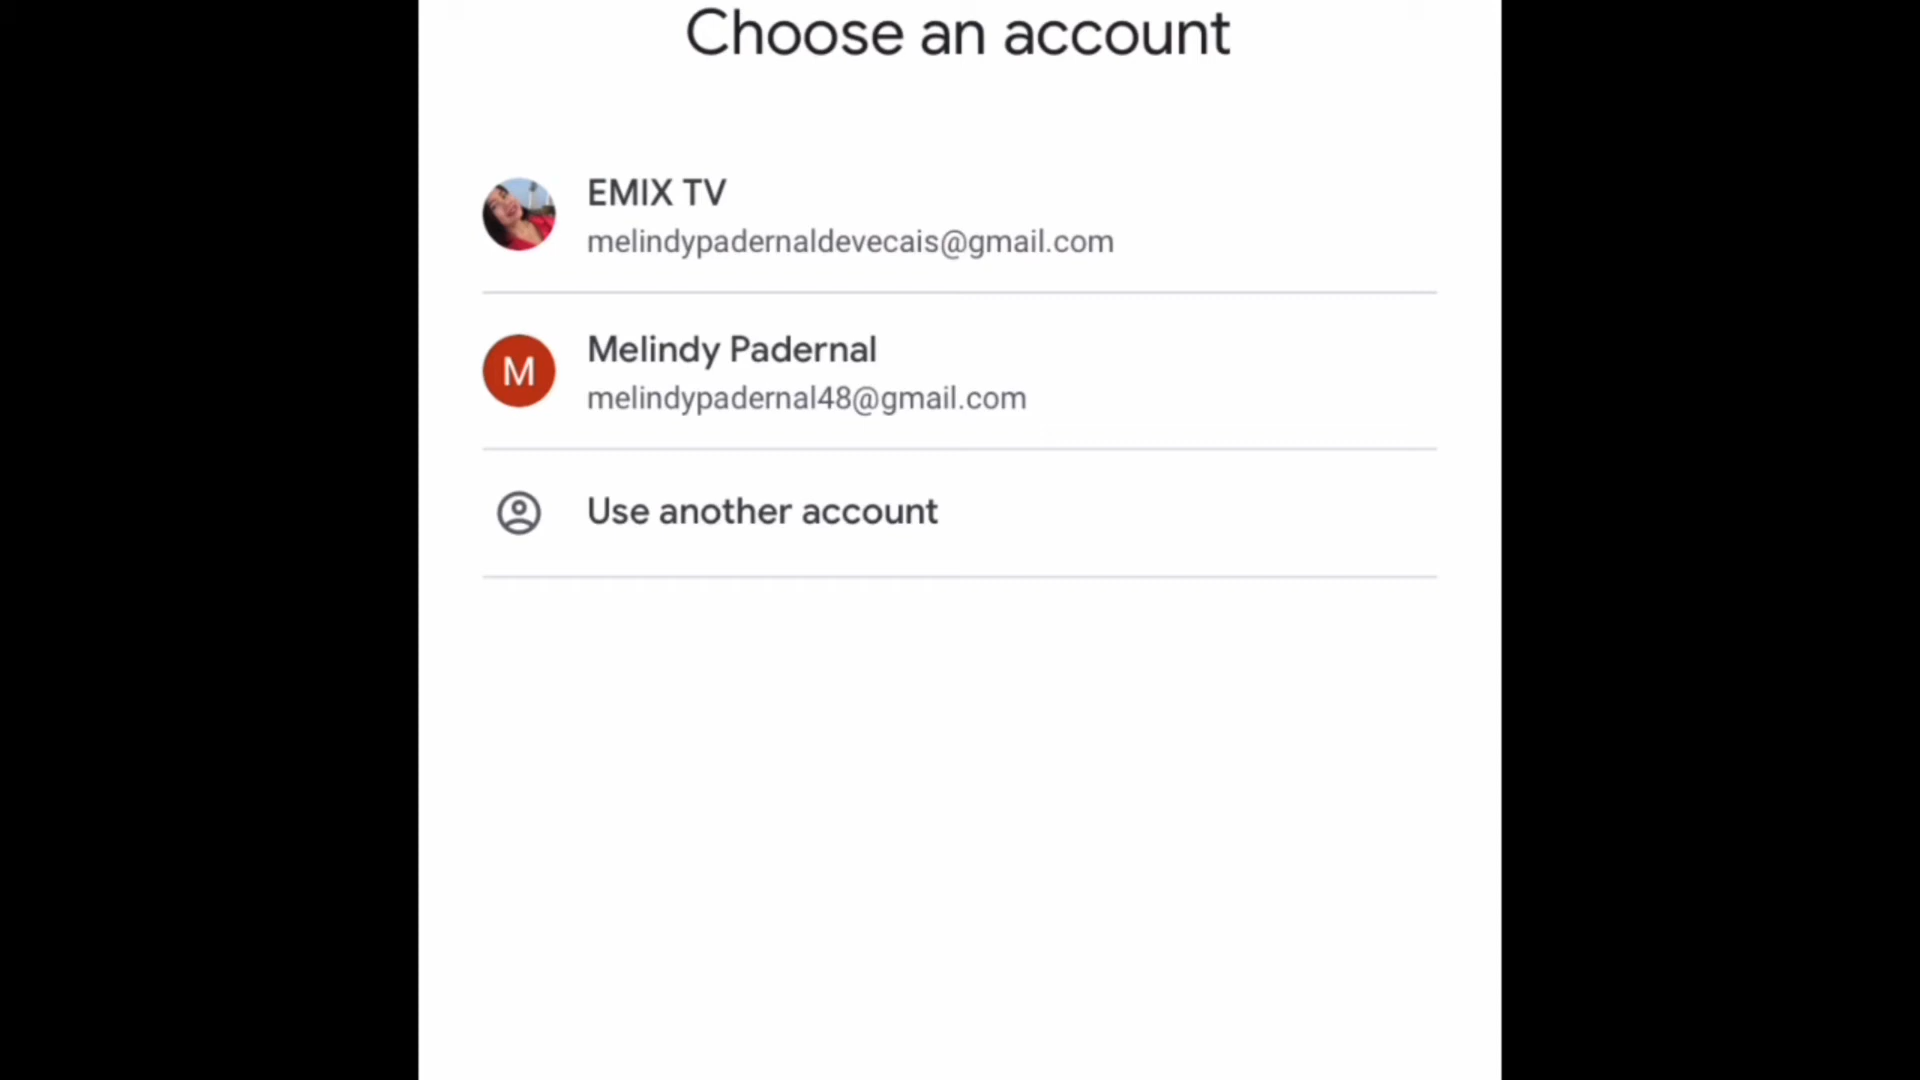 Choose an account
EMIX TV
melindypadernaldevecais@gmail.com
M
Melindy Padernal
melindypadernal48@gmail.com
Use another account